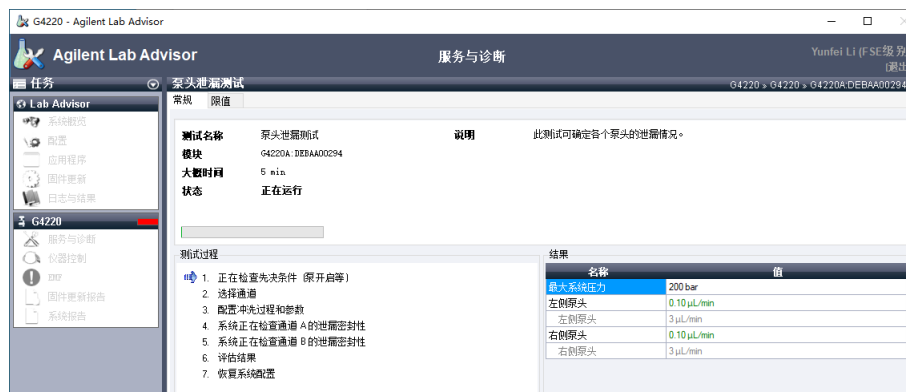 G4220 - Agilent Lab Advisor
Agilent Lab Advisor
服务与诊断
Yunfei Li (FSE级别
任务
泵头泄漏测试
G4220 » G4220 » G4220A:DEBAA00294
Lab Advisor
系统概览
配置
应用程序
固件更新
日志与结果
G4220
服务与诊断
仪器控制
EMF
固件更新报告
系统报告
常规
限值
测试名称
泵头泄漏测试
说明
此测试可确定各个泵头的泄漏情况。
模块
G4220A:DEBAA00294
大概时间
5 min
状态
正在运行
测试过程
1. 正在检查先决条件 (泵开启等)
2. 选择通道
3. 配置冲洗过程和参数
4. 系统正在检查通道 A 的泄漏密封性
5. 系统正在检查通道 B 的泄漏密封性
6. 评估结果
7. 恢复系统配置
结果
名称 值
最大系统压力 200 bar
左侧泵头 0.10 µL/min
左侧泵头 3 µL/min
右侧泵头 0.10 µL/min
右侧泵头 3 µL/min